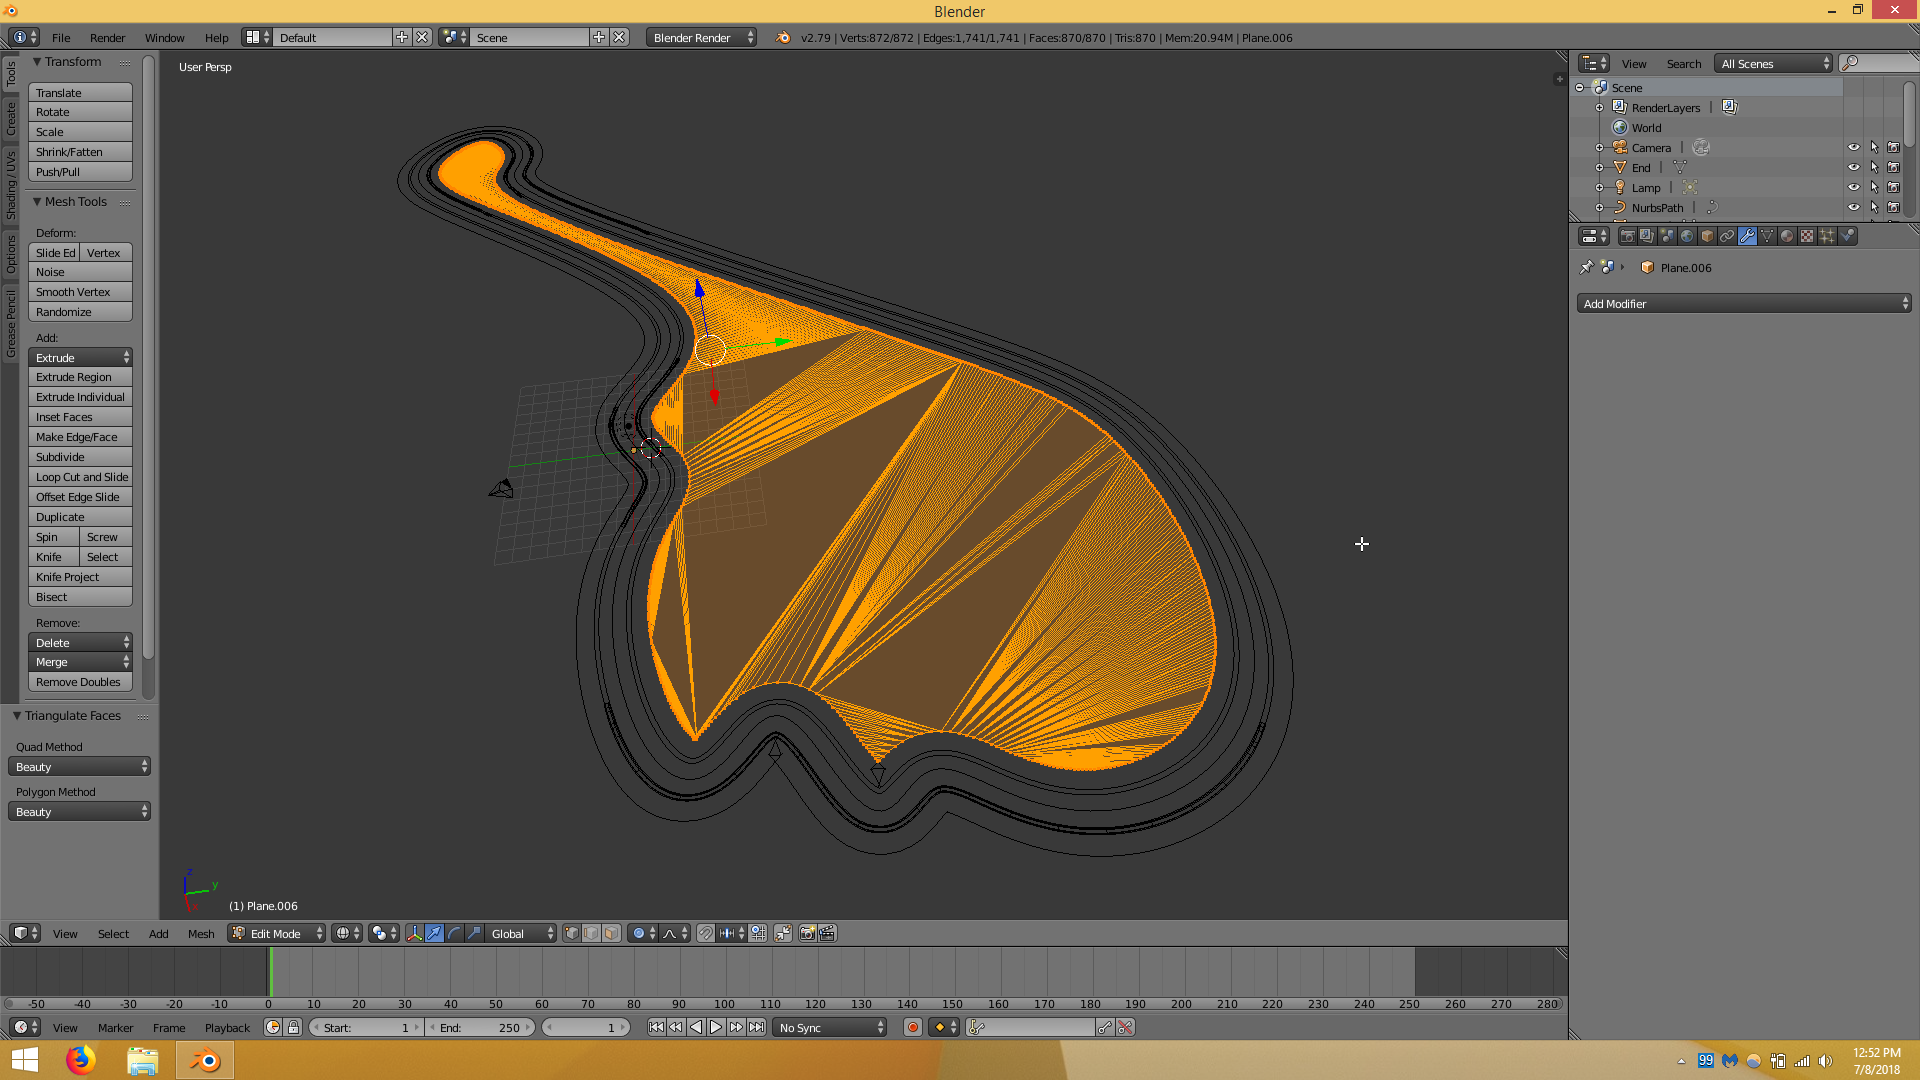 Blender
File Render Window Help Default Scene Blender Render v2.79 | Verts:872/872 | Edges:1,741/1,741 | Faces:870/870 | Tris:870 | Mem:20.94M | Plane.006
Tools
Create
Shading / UVs
Options
Grease Pencil
Transform
Translate
Rotate
Scale
Shrink/Fatten
Push/Pull
Mesh Tools
Deform:
Slide Ed Vertex
Noise
Smooth Vertex
Randomize
Add:
Extrude
Extrude Region
Extrude Individual
Inset Faces
Make Edge/Face
Subdivide
Loop Cut and Slide
Offset Edge Slide
Duplicate
Spin Screw
Knife Select
Knife Project
Bisect
Remove:
Delete
Merge
Remove Doubles
Triangulate Faces
Quad Method
Beauty
Polygon Method
Beauty
User Persp
z
y
(1) Plane.006
View Search All Scenes
Scene
RenderLayers |
World
Camera |
End |
Lamp |
NurbsPath |
Plane.006
Add Modifier
View Select Add Mesh Edit Mode Global
-50 -40 -30 -20 -10 0 10 20 30 40 50 60 70 80 90 100 110 120 130 140 150 160 170 180 190 200 210 220 230 240 250 260 270 280
View Marker Frame Playback Start: 1 End: 250 1 No Sync
99
12:52 PM
7/8/2018